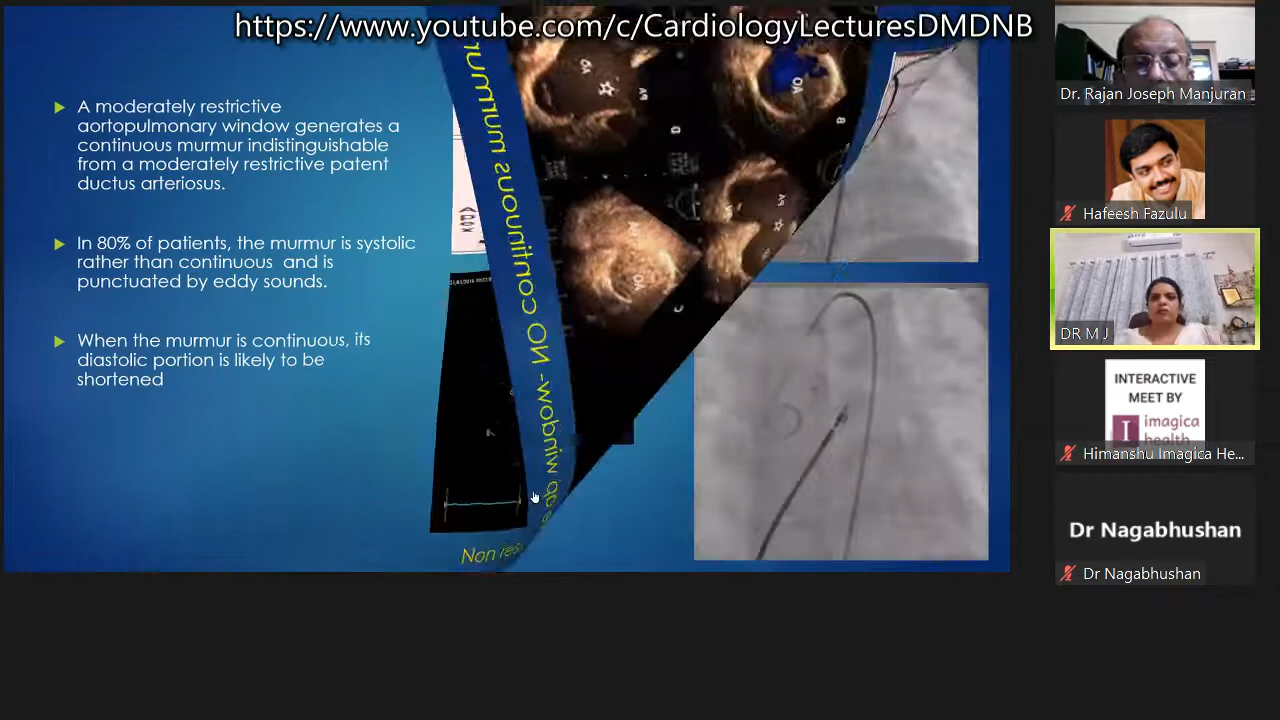 https://www.youtube.com/c/CardiologyLecturesDMDNB
A moderately restrictive
aortopulmonary window generates a
continuous murmur indistinguishable
from a moderately restrictive patent
ductus arteriosus.
In 80% of patients, the murmur is systolic
rather than continuous and is
punctuated by eddy sounds.
When the murmur is continuous, its
diastolic portion is likely to be
shortened
window- NO continuous
Non
Dr. Rajan Joseph Manjuran
Hafeesh Fazulu
DR M J
INTERACTIVE
MEET BY
imagica
health
Himanshu Imagica He...
Dr Nagabhushan
Dr Nagabhushan